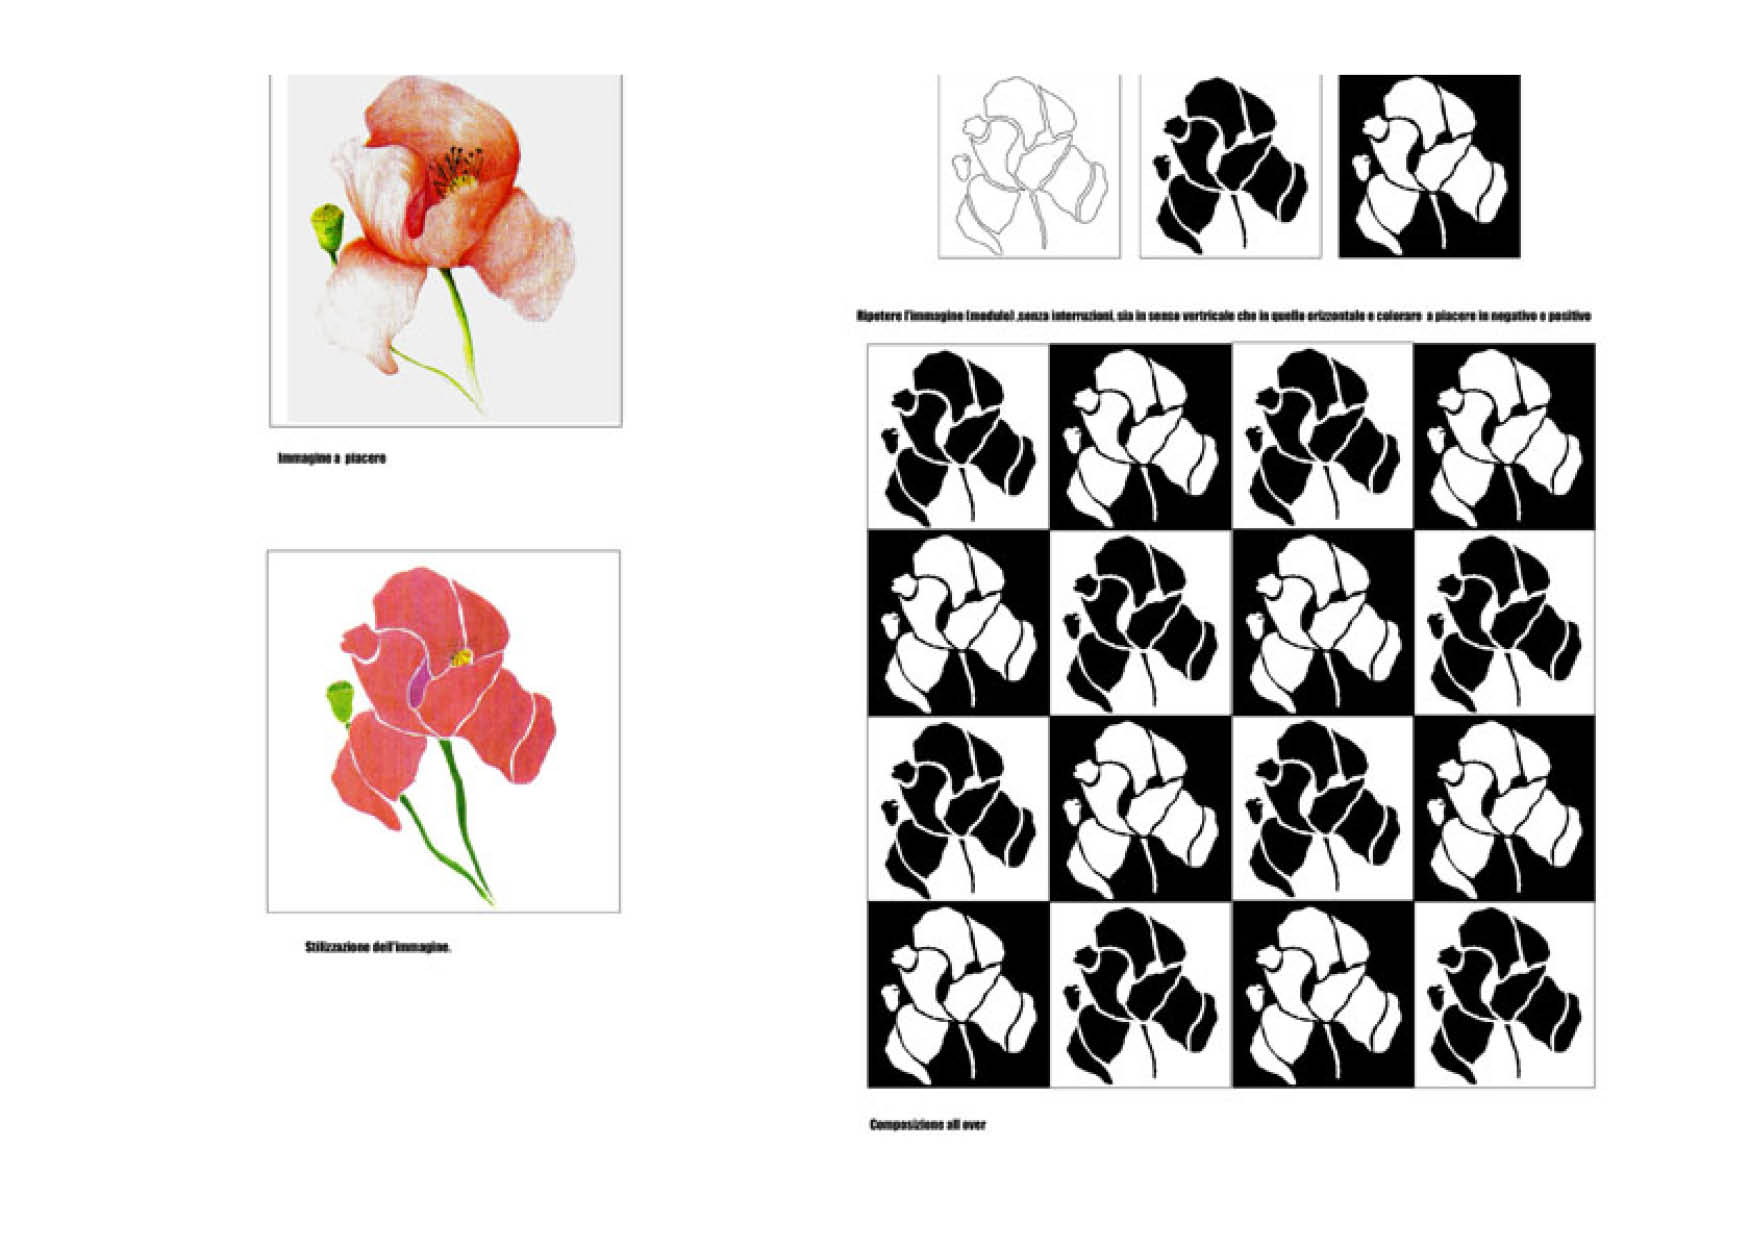 Immagine a piacere
Stilizzazione dell'immagine.
Ripetere l'immagine (modulo) ,senza interruzioni, sia in senso vertricale che in quello orizzontale e colorare a piacere in negativo e positivo
Composizione all over